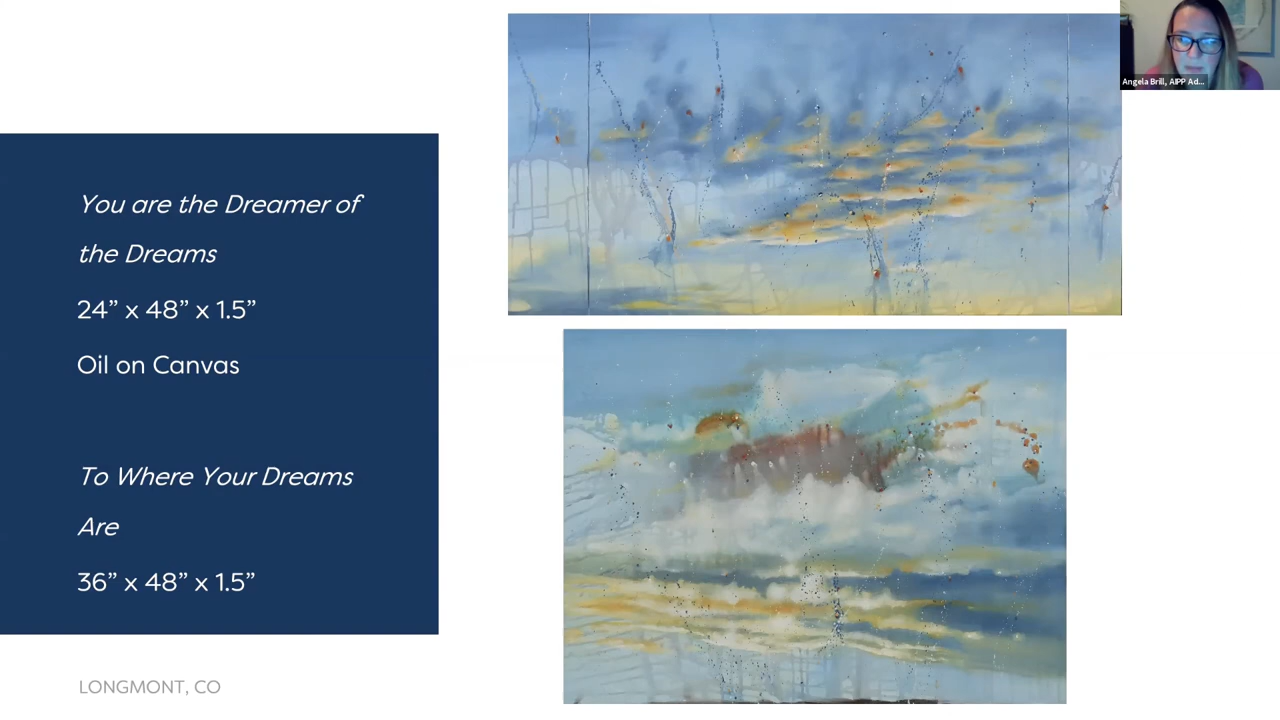 You are the Dreamer of
the Dreams
24” x 48” x 1.5”
Oil on Canvas
To Where Your Dreams
Are
36” x 48” x 1.5”
LONGMONT, CO
Angela Brill, AIPP Ad...